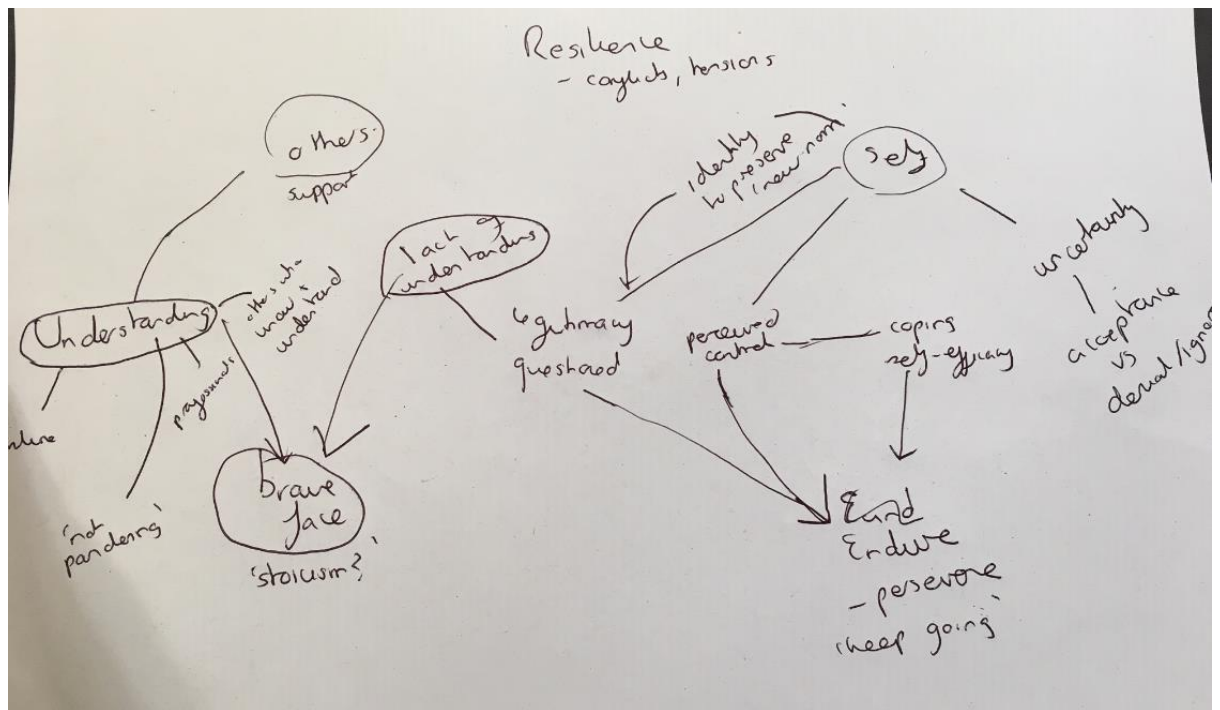 Resilience
- conflicts, tensions
others
support
Understanding
others who
know &
understand
professionals
'not
pandering'
brave
face
'stoicism?'
lack of
understanding
identity
to preserve
'new norm'
self
legitimacy
questioned
perceived
control
coping
self-efficacy
uncertainty
acceptance
vs
denial/ignore
Endure
- persevere
'keep going'